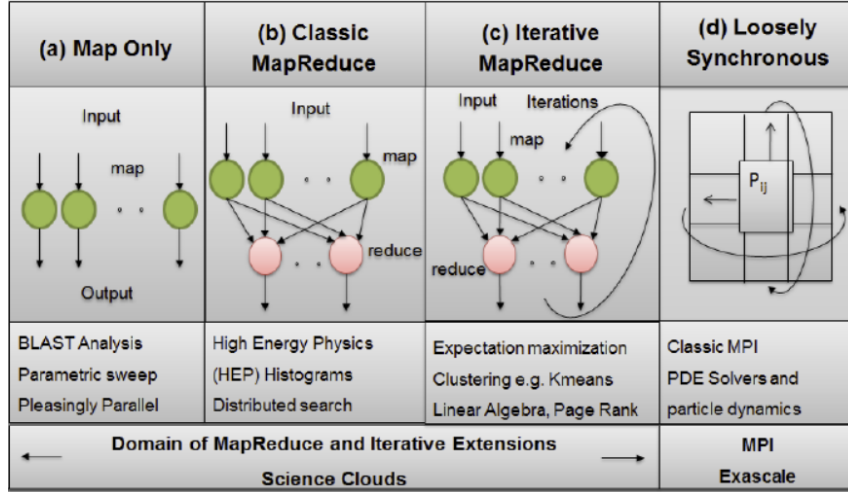 (a) Map Only
(b) Classic
MapReduce
(c) Iterative
MapReduce
(d) Loosely
Synchronous
Input
map
Output
Input
map
reduce
Input
Iterations
map
reduce
Pij
BLAST Analysis
Parametric sweep
Pleasingly Parallel
High Energy Physics
(HEP) Histograms
Distributed search
Expectation maximization
Clustering e.g. Kmeans
Linear Algebra, Page Rank
Classic MPI
PDE Solvers and
particle dynamics
Domain of MapReduce and Iterative Extensions
Science Clouds
MPI
Exascale